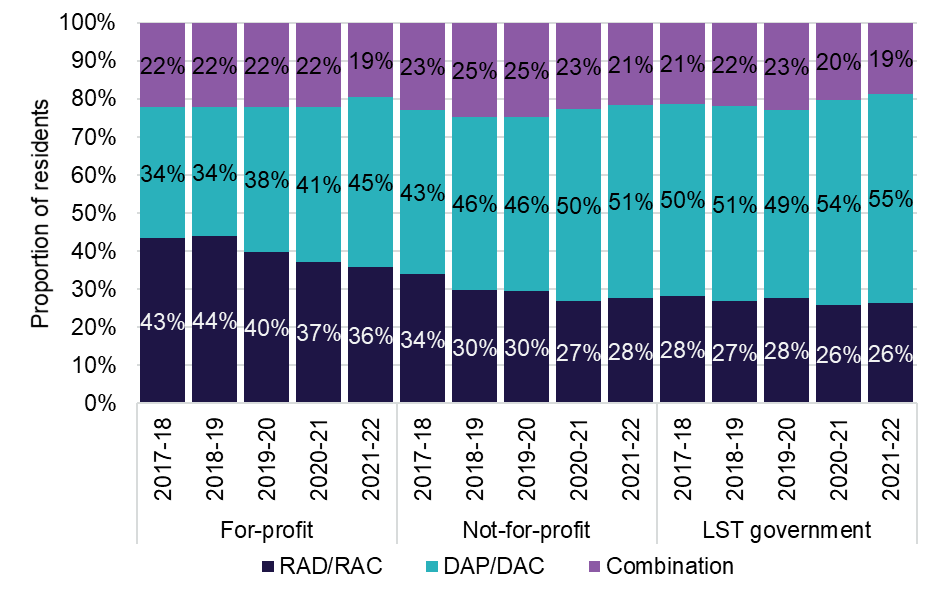 Proportion of residents
100%
90%
80%
70%
60%
50%
40%
30%
20%
10%
0%
22% 22% 22% 22% 19% 23% 25% 25% 23% 21% 21% 22% 23% 20% 19%
34% 34% 38% 41% 45% 43% 46% 46% 50% 51% 50% 51% 49% 54% 55%
43% 44% 40% 37% 36% 34% 30% 30% 27% 28% 28% 27% 28% 26% 26%
2017-18 2018-19 2019-20 2020-21 2021-22 2017-18 2018-19 2019-20 2020-21 2021-22 2017-18 2018-19 2019-20 2020-21 2021-22
For-profit Not-for-profit LST government
RAD/RAC DAP/DAC Combination